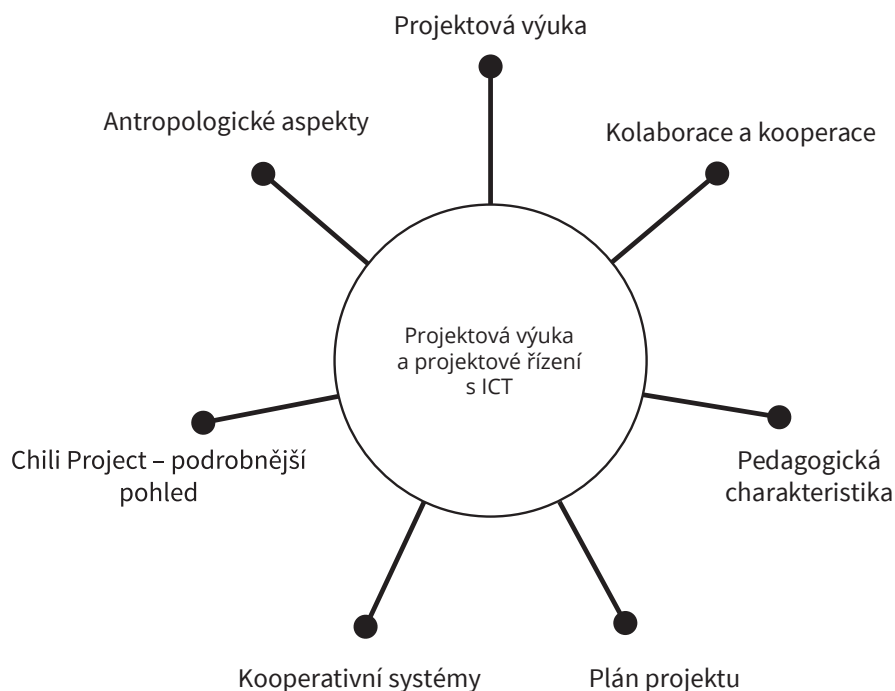 Projektová výuka
Antropologické aspekty
Kolaborace a kooperace
Projektová výuka
a projektové řízení
s ICT
Chili Project – podrobnější
pohled
Pedagogická
charakteristika
Kooperativní systémy
Plán projektu